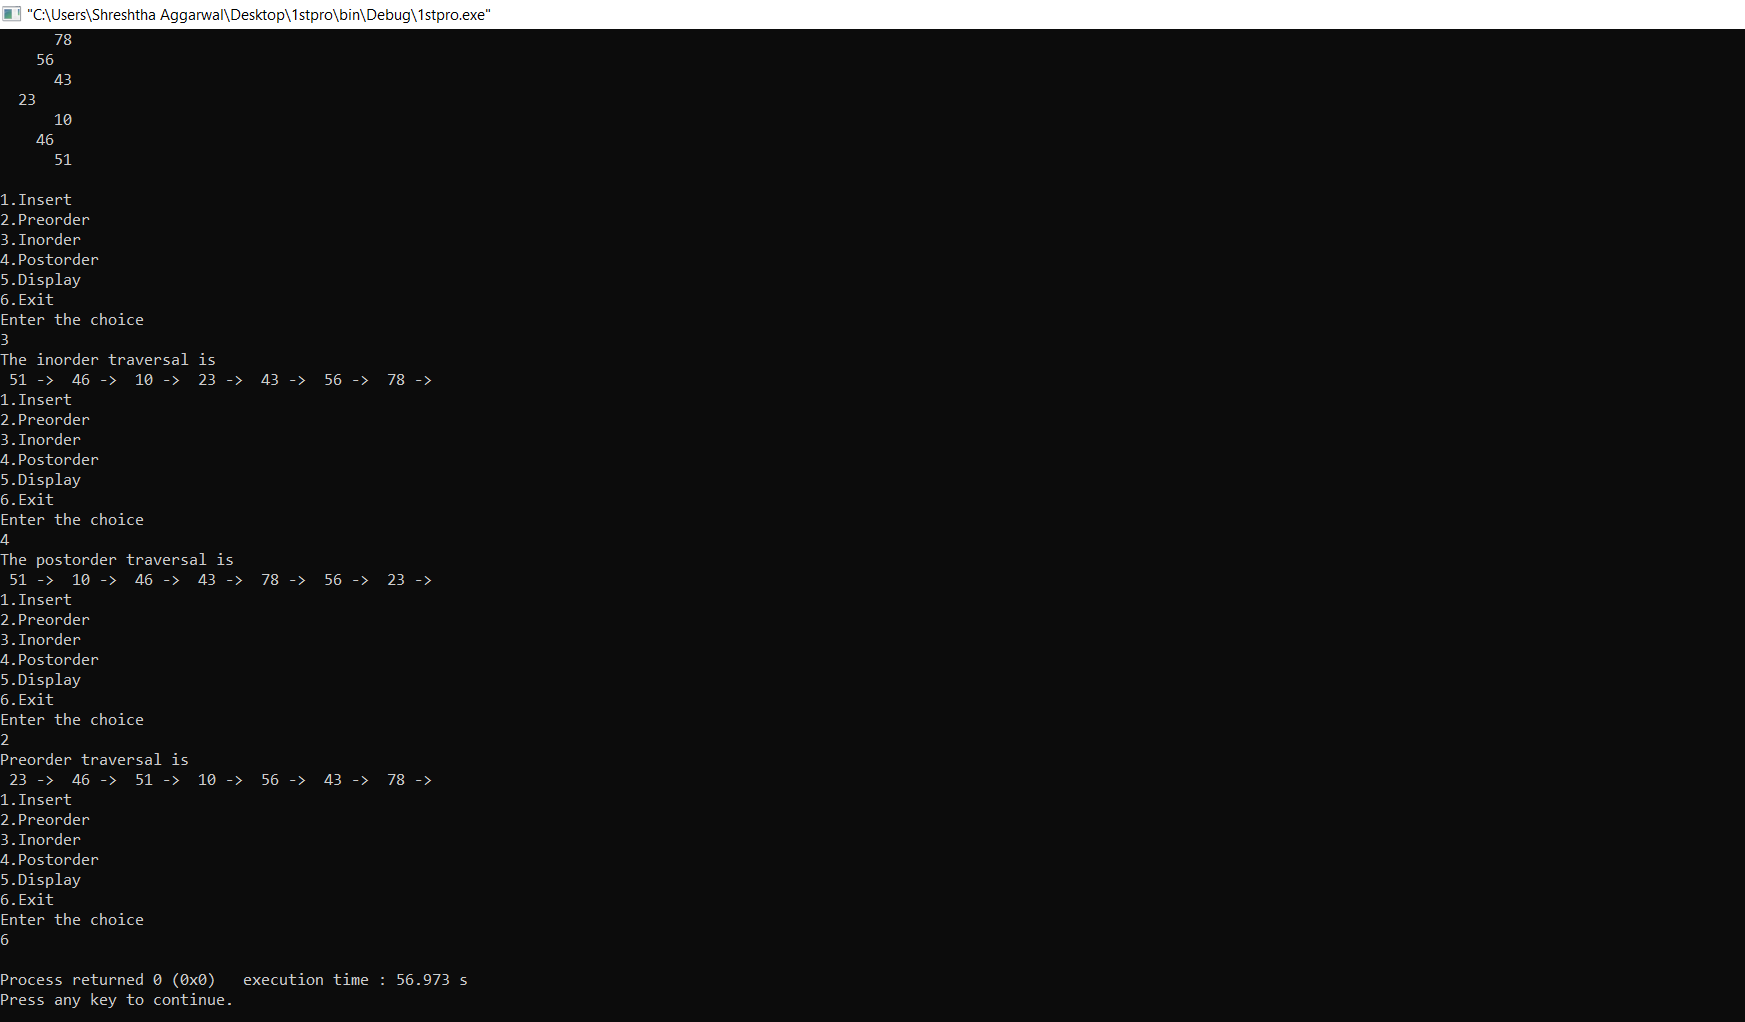 "C:\Users\Shreshtha Aggarwal\Desktop\1stpro\bin\Debug\1stpro.exe"
      78
    56
      43
  23
      10
    46
      51

1.Insert
2.Preorder
3.Inorder
4.Postorder
5.Display
6.Exit
Enter the choice
3
The inorder traversal is
 51 ->  46 ->  10 ->  23 ->  43 ->  56 ->  78 ->
1.Insert
2.Preorder
3.Inorder
4.Postorder
5.Display
6.Exit
Enter the choice
4
The postorder traversal is
 51 ->  10 ->  46 ->  43 ->  78 ->  56 ->  23 ->
1.Insert
2.Preorder
3.Inorder
4.Postorder
5.Display
6.Exit
Enter the choice
2
Preorder traversal is
 23 ->  46 ->  51 ->  10 ->  56 ->  43 ->  78 ->
1.Insert
2.Preorder
3.Inorder
4.Postorder
5.Display
6.Exit
Enter the choice
6

Process returned 0 (0x0)   execution time : 56.973 s
Press any key to continue.